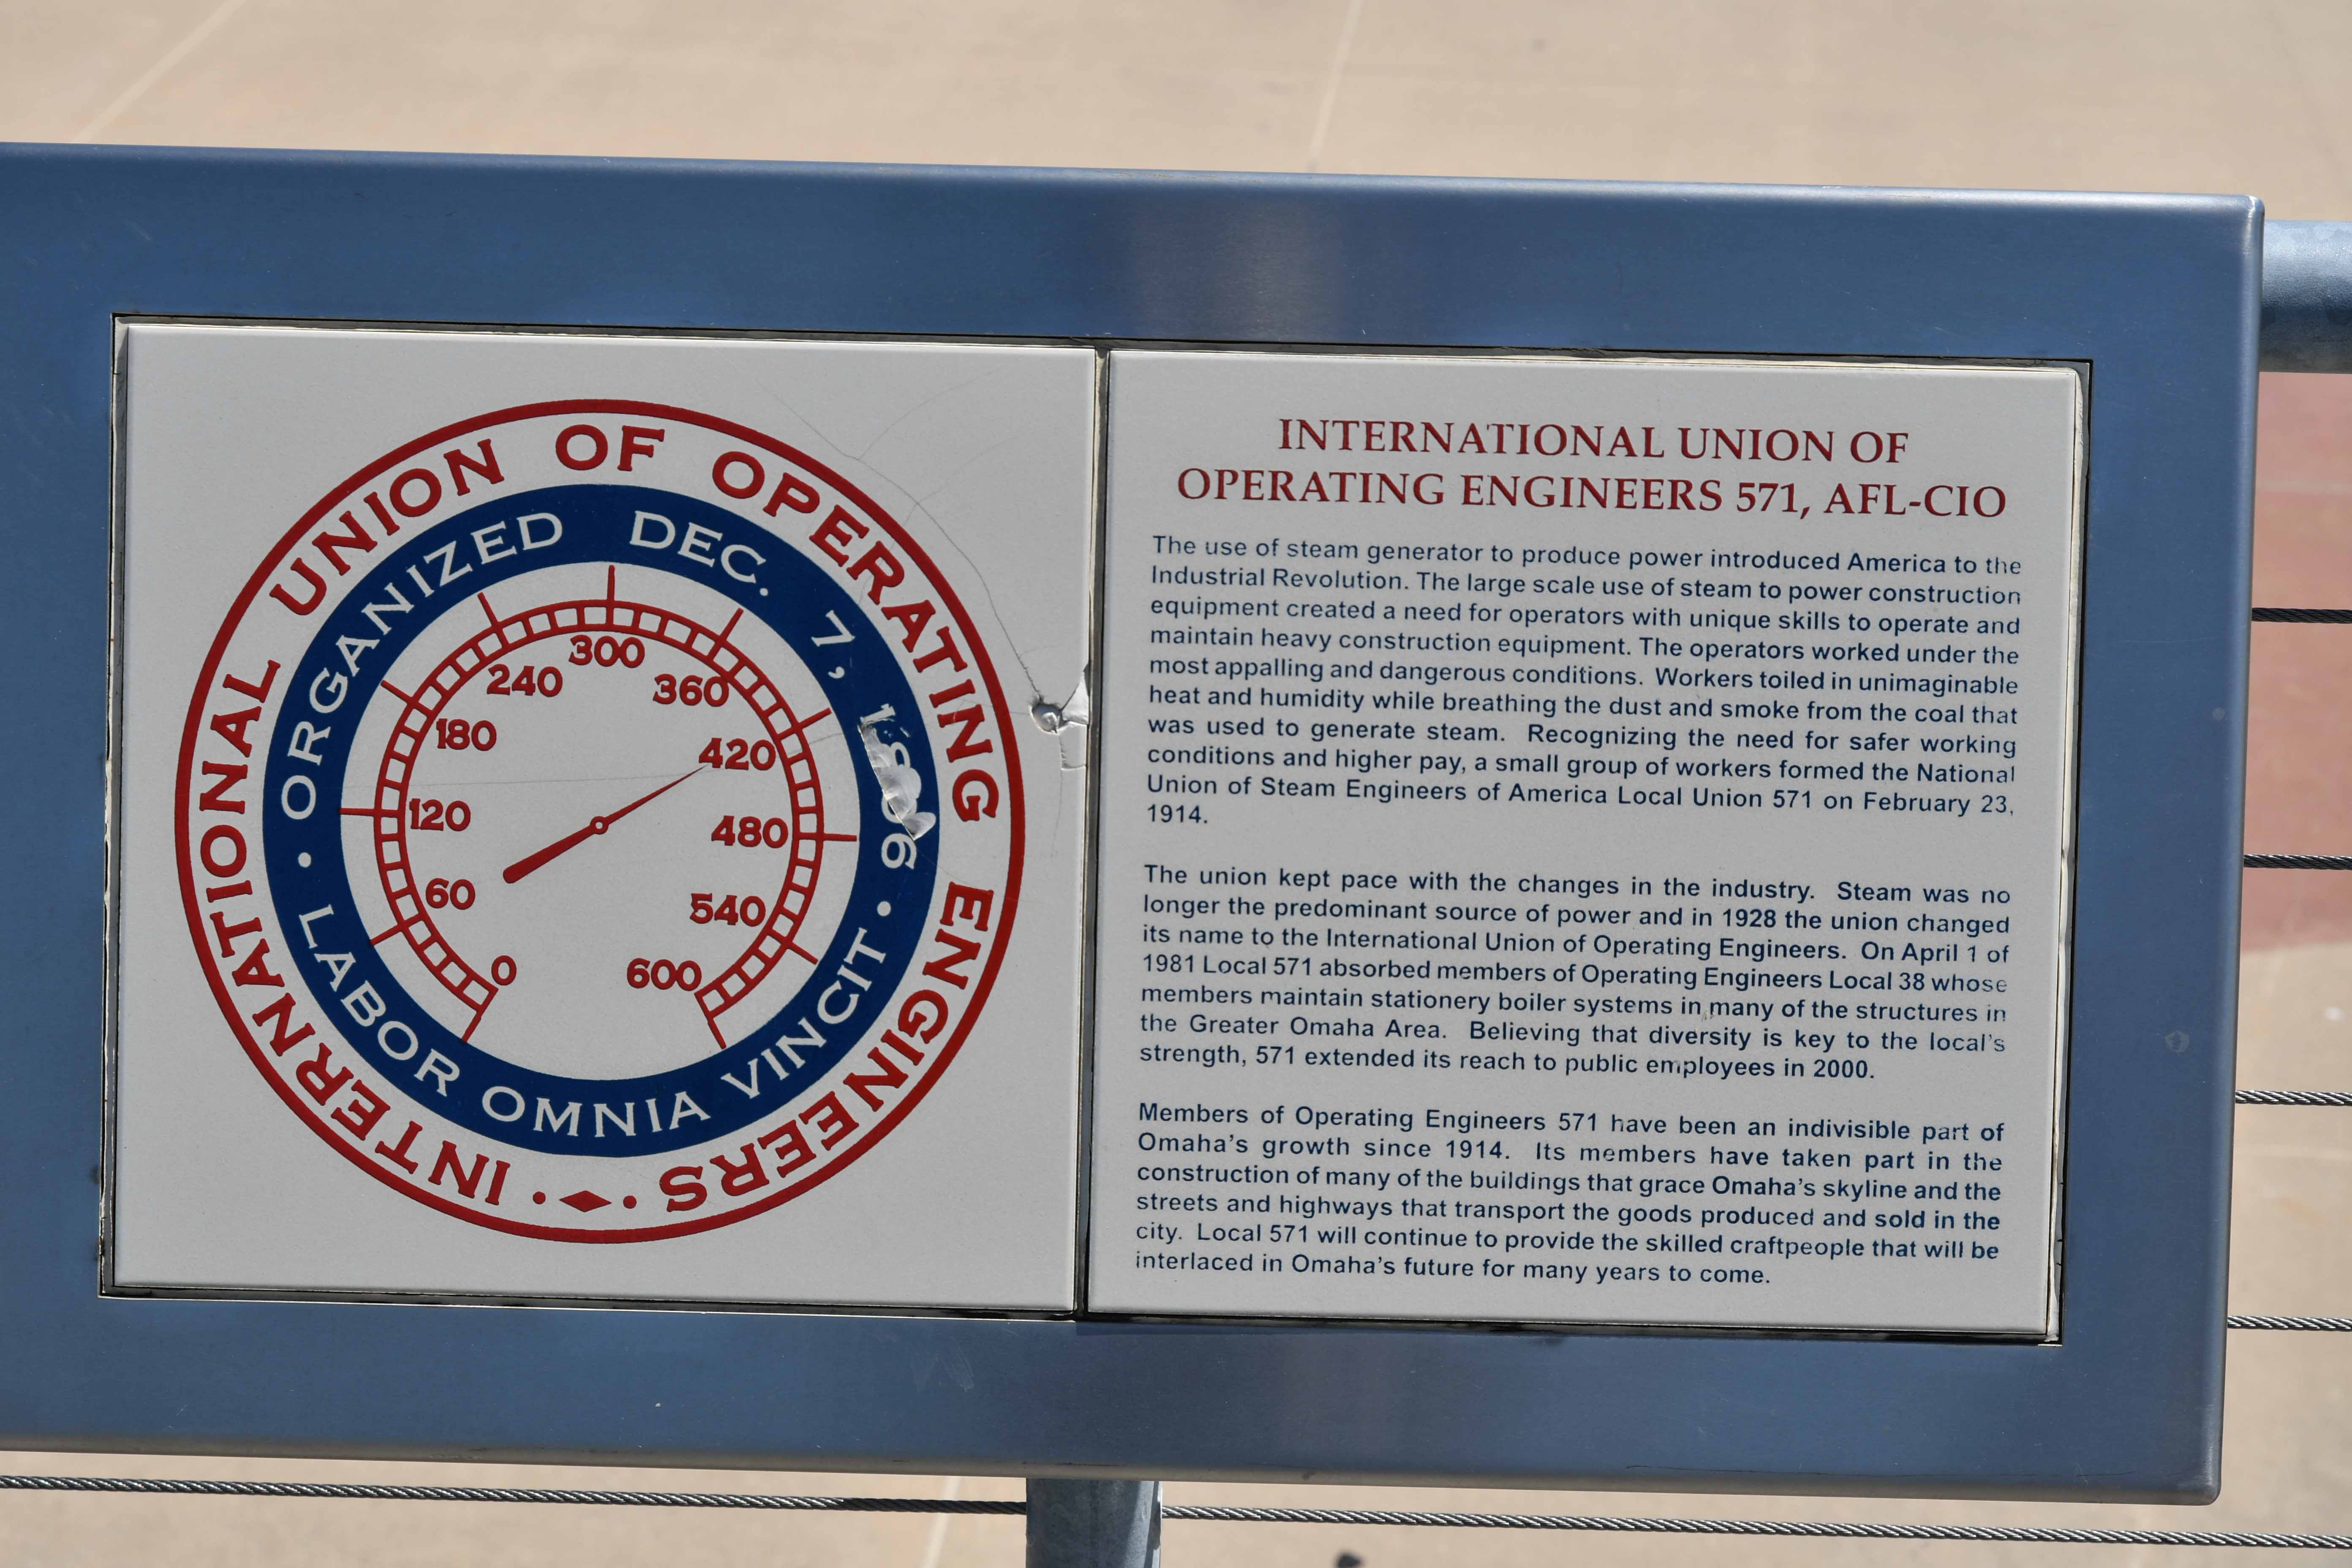 INTERNATIONAL UNION OF OPERATING ENGINEERS
ORGANIZED DEC. 7, 1896
LABOR OMNIA VINCIT
0
60
120
180
240
300
360
420
480
540
600
INTERNATIONAL UNION OF
OPERATING ENGINEERS 571, AFL-CIO
The use of steam generator to produce power introduced America to the
Industrial Revolution. The large scale use of steam to power construction
equipment created a need for operators with unique skills to operate and
maintain heavy construction equipment. The operators worked under the
most appalling and dangerous conditions. Workers toiled in unimaginable
heat and humidity while breathing the dust and smoke from the coal that
was used to generate steam. Recognizing the need for safer working
conditions and higher pay, a small group of workers formed the National
Union of Steam Engineers of America Local Union 571 on February 23,
1914.
The union kept pace with the changes in the industry. Steam was no
longer the predominant source of power and in 1928 the union changed
its name to the International Union of Operating Engineers. On April 1 of
1981 Local 571 absorbed members of Operating Engineers Local 38 whose
members maintain stationery boiler systems in many of the structures in
the Greater Omaha Area. Believing that diversity is key to the local's
strength, 571 extended its reach to public employees in 2000.
Members of Operating Engineers 571 have been an indivisible part of
Omaha's growth since 1914. Its members have taken part in the
construction of many of the buildings that grace Omaha's skyline and the
streets and highways that transport the goods produced and sold in the
city. Local 571 will continue to provide the skilled craftpeople that will be
interlaced in Omaha's future for many years to come.